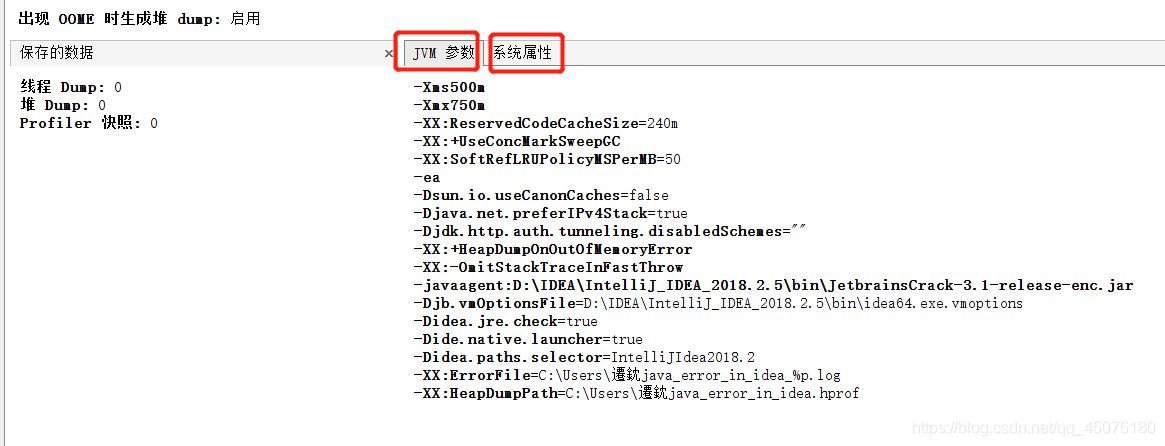 出现 OOME 时生成堆 dump: 启用
保存的数据
× JVM 参数 系统属性
线程 Dump: 0
堆 Dump: 0
Profiler 快照: 0
-Xms500m
-Xmx750m
-XX:ReservedCodeCacheSize=240m
-XX:+UseConcMarkSweepGC
-XX:SoftRefLRUPolicyMSPerMB=50
-ea
-Dsun.io.useCanonCaches=false
-Djava.net.preferIPv4Stack=true
-Djdk.http.auth.tunneling.disabledSchemes=""
-XX:+HeapDumpOnOutOfMemoryError
-XX:-OmitStackTraceInFastThrow
-javaagent:D:\IDEA\IntelliJ_IDEA_2018.2.5\bin\JetbrainsCrack-3.1-release-enc.jar
-Djb.vmOptionsFile=D:\IDEA\IntelliJ_IDEA_2018.2.5\bin\idea64.exe.vmoptions
-Didea.jre.check=true
-Dide.native.launcher=true
-Didea.paths.selector=IntelliJIdea2018.2
-XX:ErrorFile=C:\Users\遷鈂java_error_in_idea_%p.log
-XX:HeapDumpPath=C:\Users\遷鈂java_error_in_idea.hprof
https://blog.csdn.net/qq_45076180